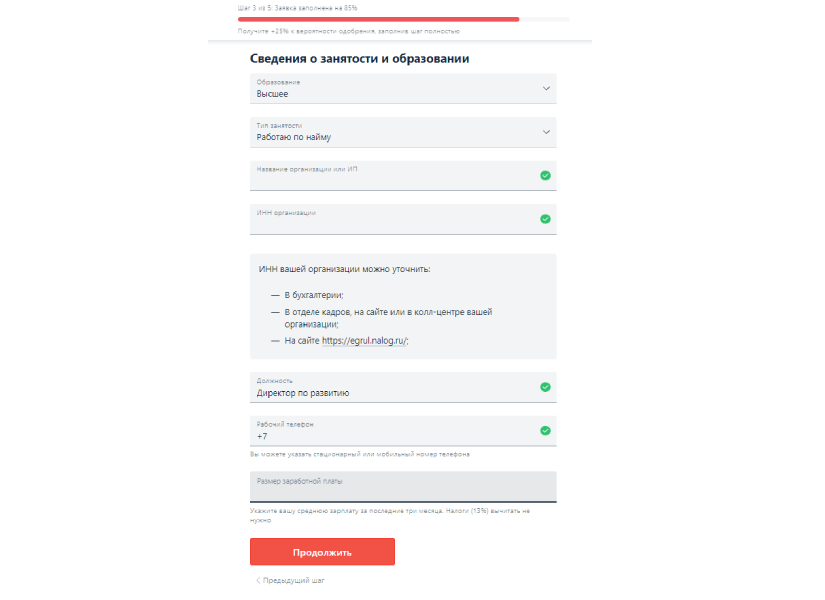 Шаг 3 из 5: Заявка заполнена на 85%
Получите +25% к вероятности одобрения, заполнив шаг полностью
Сведения о занятости и образовании
Образование
Высшее
Тип занятости
Работаю по найму
Название организации или ИП
ИНН организации
ИНН вашей организации можно уточнить:
— В бухгалтерии;
— В отделе кадров, на сайте или в колл-центре вашей
организации;
— На сайте https://egrul.nalog.ru/;
Должность
Директор по развитию
Рабочий телефон
+7
Вы можете указать стационарный или мобильный номер телефона
Размер заработной платы
Укажите вашу среднюю зарплату за последние три месяца. Налоги (13%) вычитать не
нужно
Продолжить
Предыдущий шаг